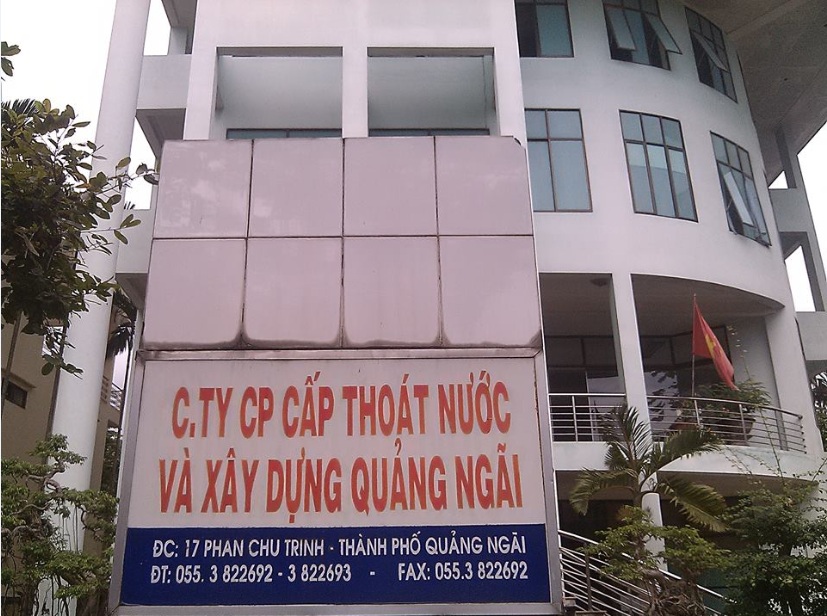 C.TY CP CẤP THOÁT NƯỚC
VÀ XÂY DỰNG QUẢNG NGÃI
ĐC: 17 PHAN CHU TRINH - THÀNH PHỐ QUẢNG NGÃI
ĐT: 055. 3 822692 - 3 822693 - FAX: 055.3 822692